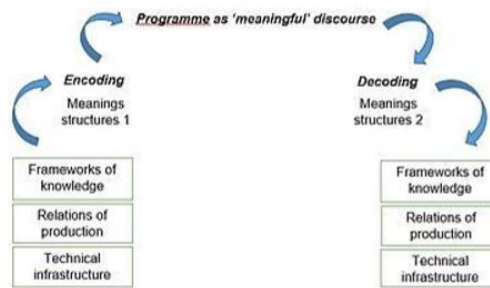 Programme as 'meaningful' discourse
Encoding
Meanings
structures 1
Decoding
Meanings
structures 2
Frameworks of
knowledge
Relations of
production
Technical
infrastructure
Frameworks of
knowledge
Relations of
production
Technical
infrastructure